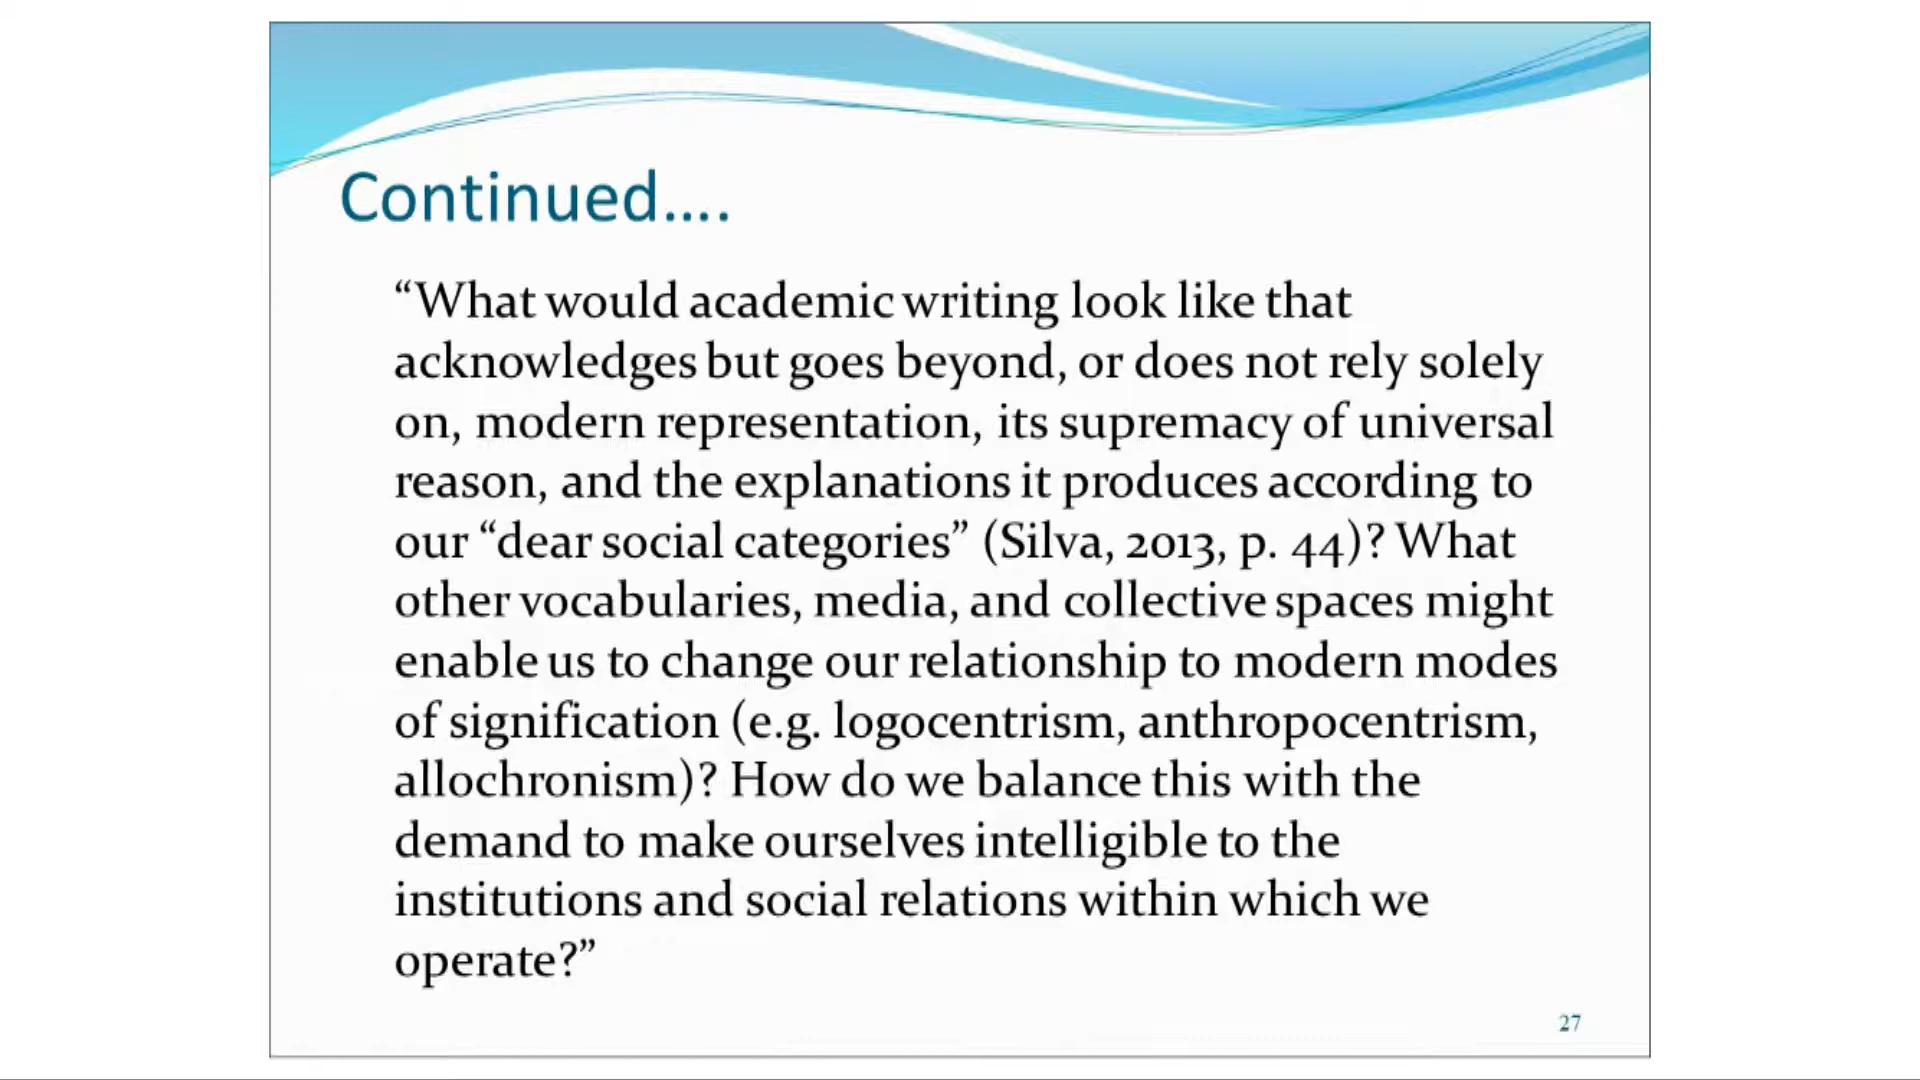 Continued....
“What would academic writing look like that
acknowledges but goes beyond, or does not rely solely
on, modern representation, its supremacy of universal
reason, and the explanations it produces according to
our “dear social categories” (Silva, 2013, p. 44)? What
other vocabularies, media, and collective spaces might
enable us to change our relationship to modern modes
of signification (e.g. logocentrism, anthropocentrism,
allochronism)? How do we balance this with the
demand to make ourselves intelligible to the
institutions and social relations within which we
operate?”
27